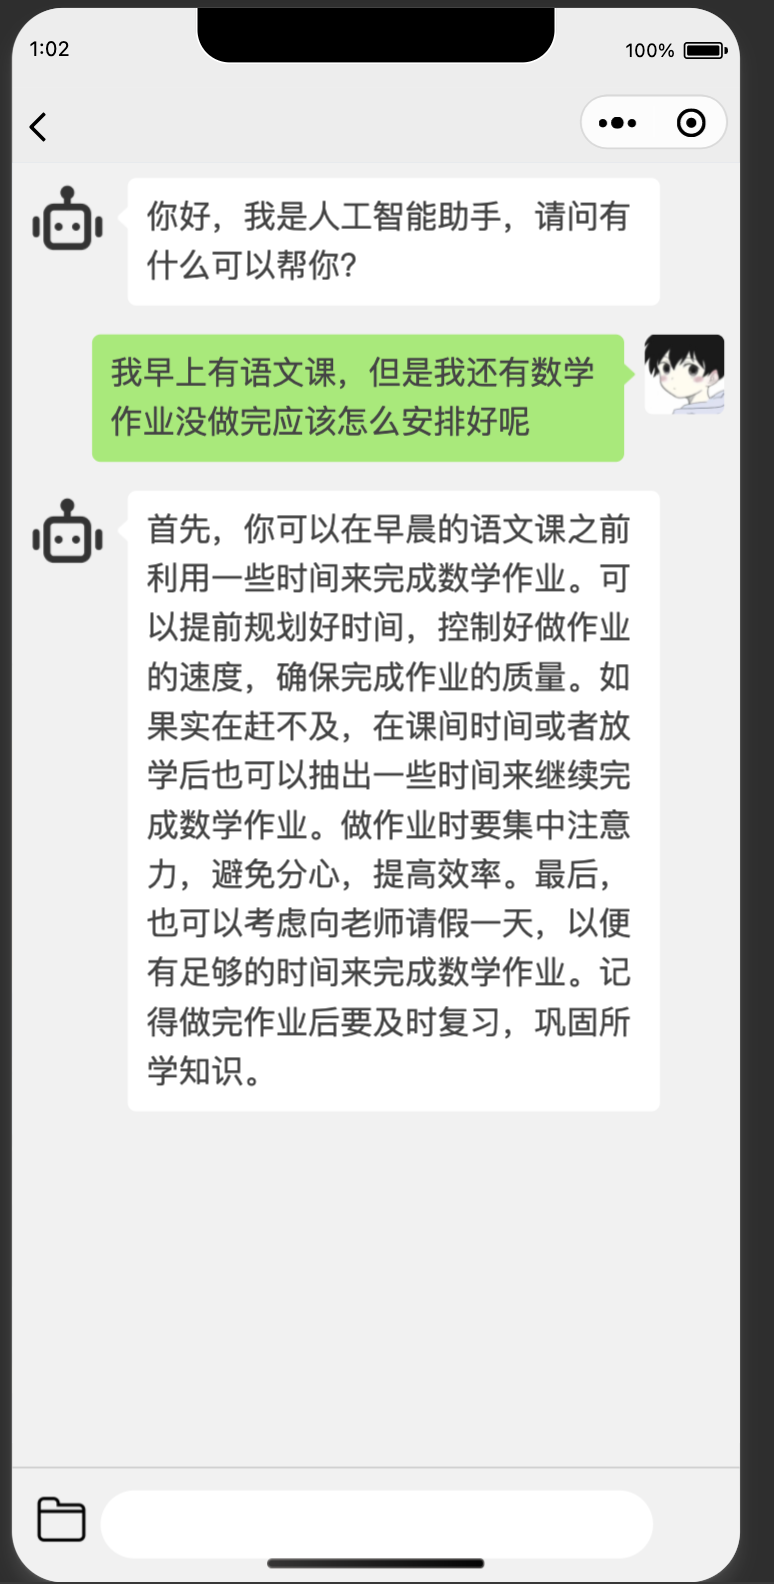 1:02
100%
你好，我是人工智能助手，请问有
什么可以帮你?
我早上有语文课，但是我还有数学
作业没做完应该怎么安排好呢
首先，你可以在早晨的语文课之前
利用一些时间来完成数学作业。可
以提前规划好时间，控制好做作业
的速度，确保完成作业的质量。如
果实在赶不及，在课间时间或者放
学后也可以抽出一些时间来继续完
成数学作业。做作业时要集中注意
力，避免分心，提高效率。最后，
也可以考虑向老师请假一天，以便
有足够的时间来完成数学作业。记
得做完作业后要及时复习，巩固所
学知识。